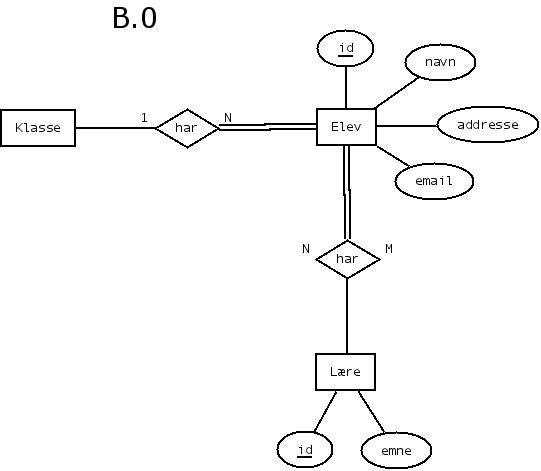 B.0
id
navn
Klasse
1
har
N
Elev
addresse
email
N
har
M
Lære
id
emne